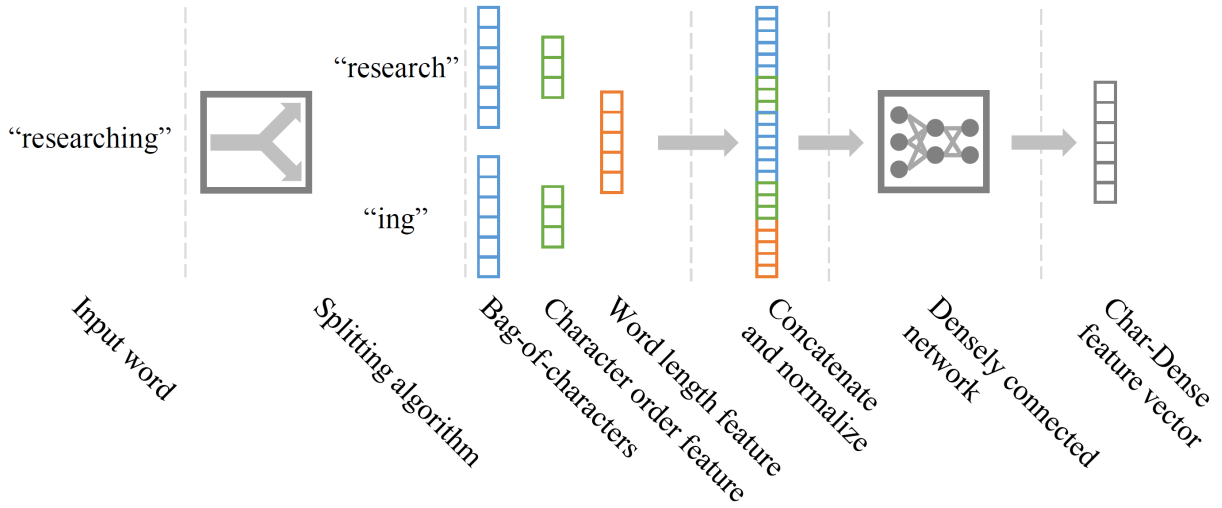 “researching”
“research”
“ing”
Input word
Splitting algorithm
Bag-of-characters
Character order feature
Word length feature
Concatenate
and normalize
Densely connected
network
Char-Dense
feature vector